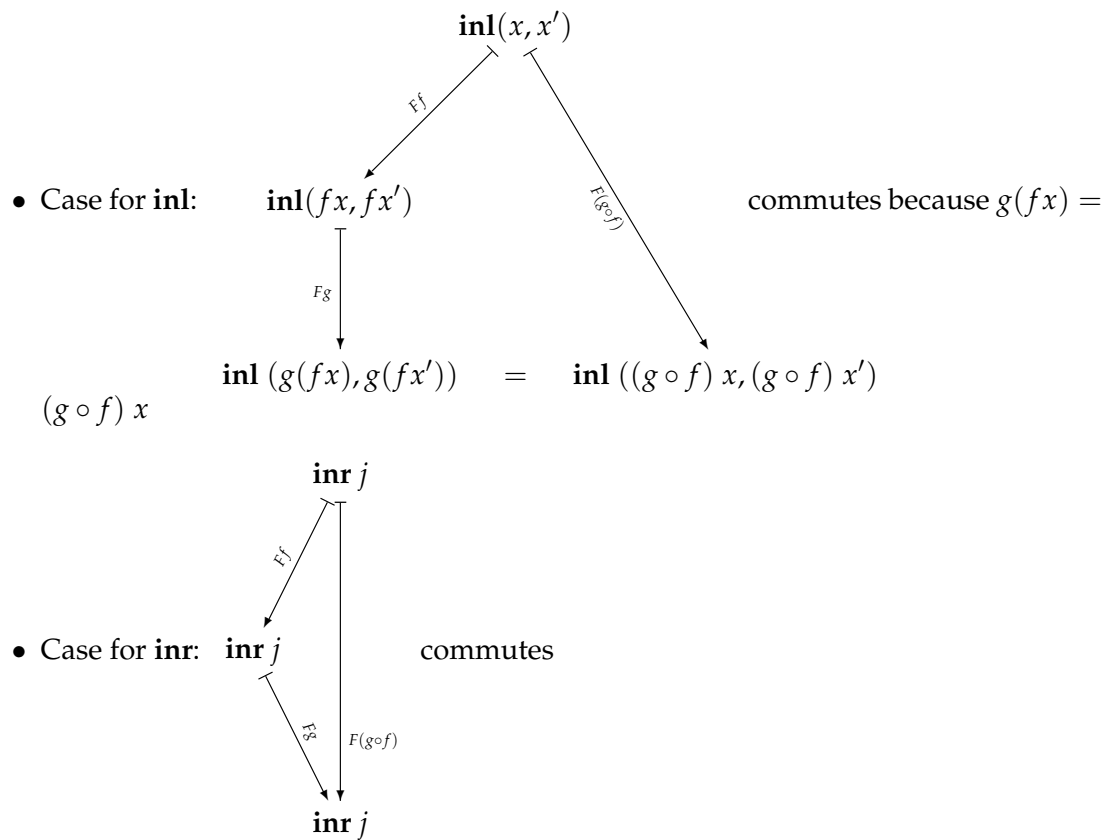 inl(x, x′)
Ff
• Case for inl: inl(fx, fx′) F(g∘f) commutes because g(fx) =
Fg
inl (g(fx), g(fx′)) = inl ((g ∘ f) x, (g ∘ f) x′)
(g ∘ f) x
inr j
Ff
• Case for inr: inr j commutes
Fg F(g∘f)
inr j